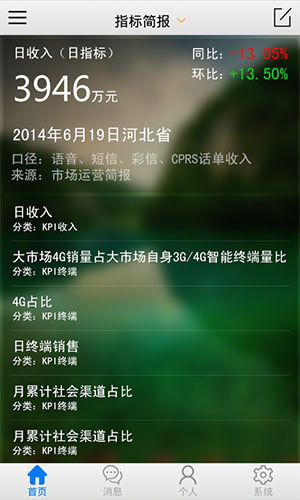 指标简报
日收入（日指标）
同比：-13.05%
3946万元
环比：+13.50%
2014年6月19日河北省
口径：语音、短信、彩信、CPRS话单收入
来源：市场运营简报
日收入
分类：KPI收入
大市场4G销量占大市场自身3G/4G智能终端量比
分类：KPI终端
4G占比
分类：KPI终端
日终端销售
分类：KPI终端
月累计社会渠道占比
分类：KPI终端
月累计社会渠道占比
分类：KPI终端
首页
消息
个人
系统